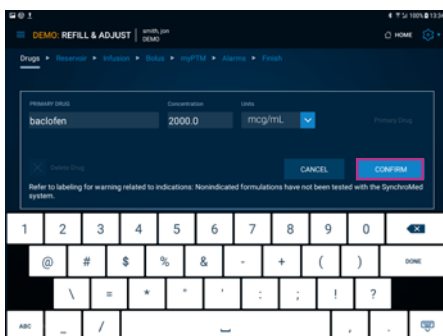 100% 13:34
DEMO: REFILL & ADJUST smith, jon
DEMO
HOME
Drugs ▸ Reservoir ▸ Infusion ▸ Bolus ▸ myPTM ▸ Alarms ▸ Finish
PRIMARY DRUG Concentration Units
baclofen 2000.0 mcg/mL Primary Drug
Delete Drug CANCEL CONFIRM
Refer to labeling for warning related to indications: Nonindicated formulations have not been tested with the SynchroMed
system.
1 2 3 4 5 6 7 8 9 0
@ # $ % & - + ( ) DONE
\ = * " ' : ; ! ?
ABC _ / , .